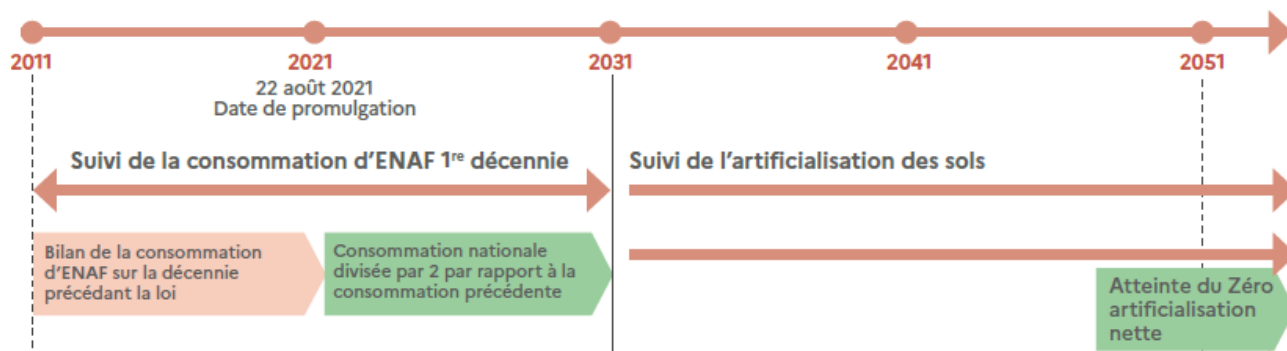 2011
2021
2031
2041
2051
22 août 2021
Date de promulgation
Suivi de la consommation d'ENAF 1re décennie
Suivi de l'artificialisation des sols
Bilan de la consommation
d'ENAF sur la décennie
précédant la loi
Consommation nationale
divisée par 2 par rapport à la
consommation précédente
Atteinte du Zéro
artificialisation
nette